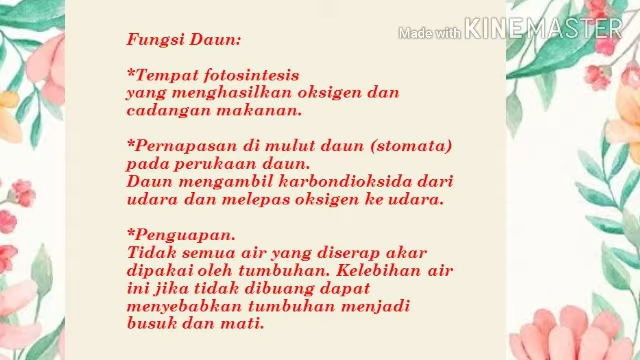 Made with KINEMASTER
Fungsi Daun:
*Tempat fotosintesis
yang menghasilkan oksigen dan
cadangan makanan.
*Pernapasan di mulut daun (stomata)
pada perukaan daun.
Daun mengambil karbondioksida dari
udara dan melepas oksigen ke udara.
*Penguapan.
Tidak semua air yang diserap akar
dipakai oleh tumbuhan. Kelebihan air
ini jika tidak dibuang dapat
menyebabkan tumbuhan menjadi
busuk dan mati.